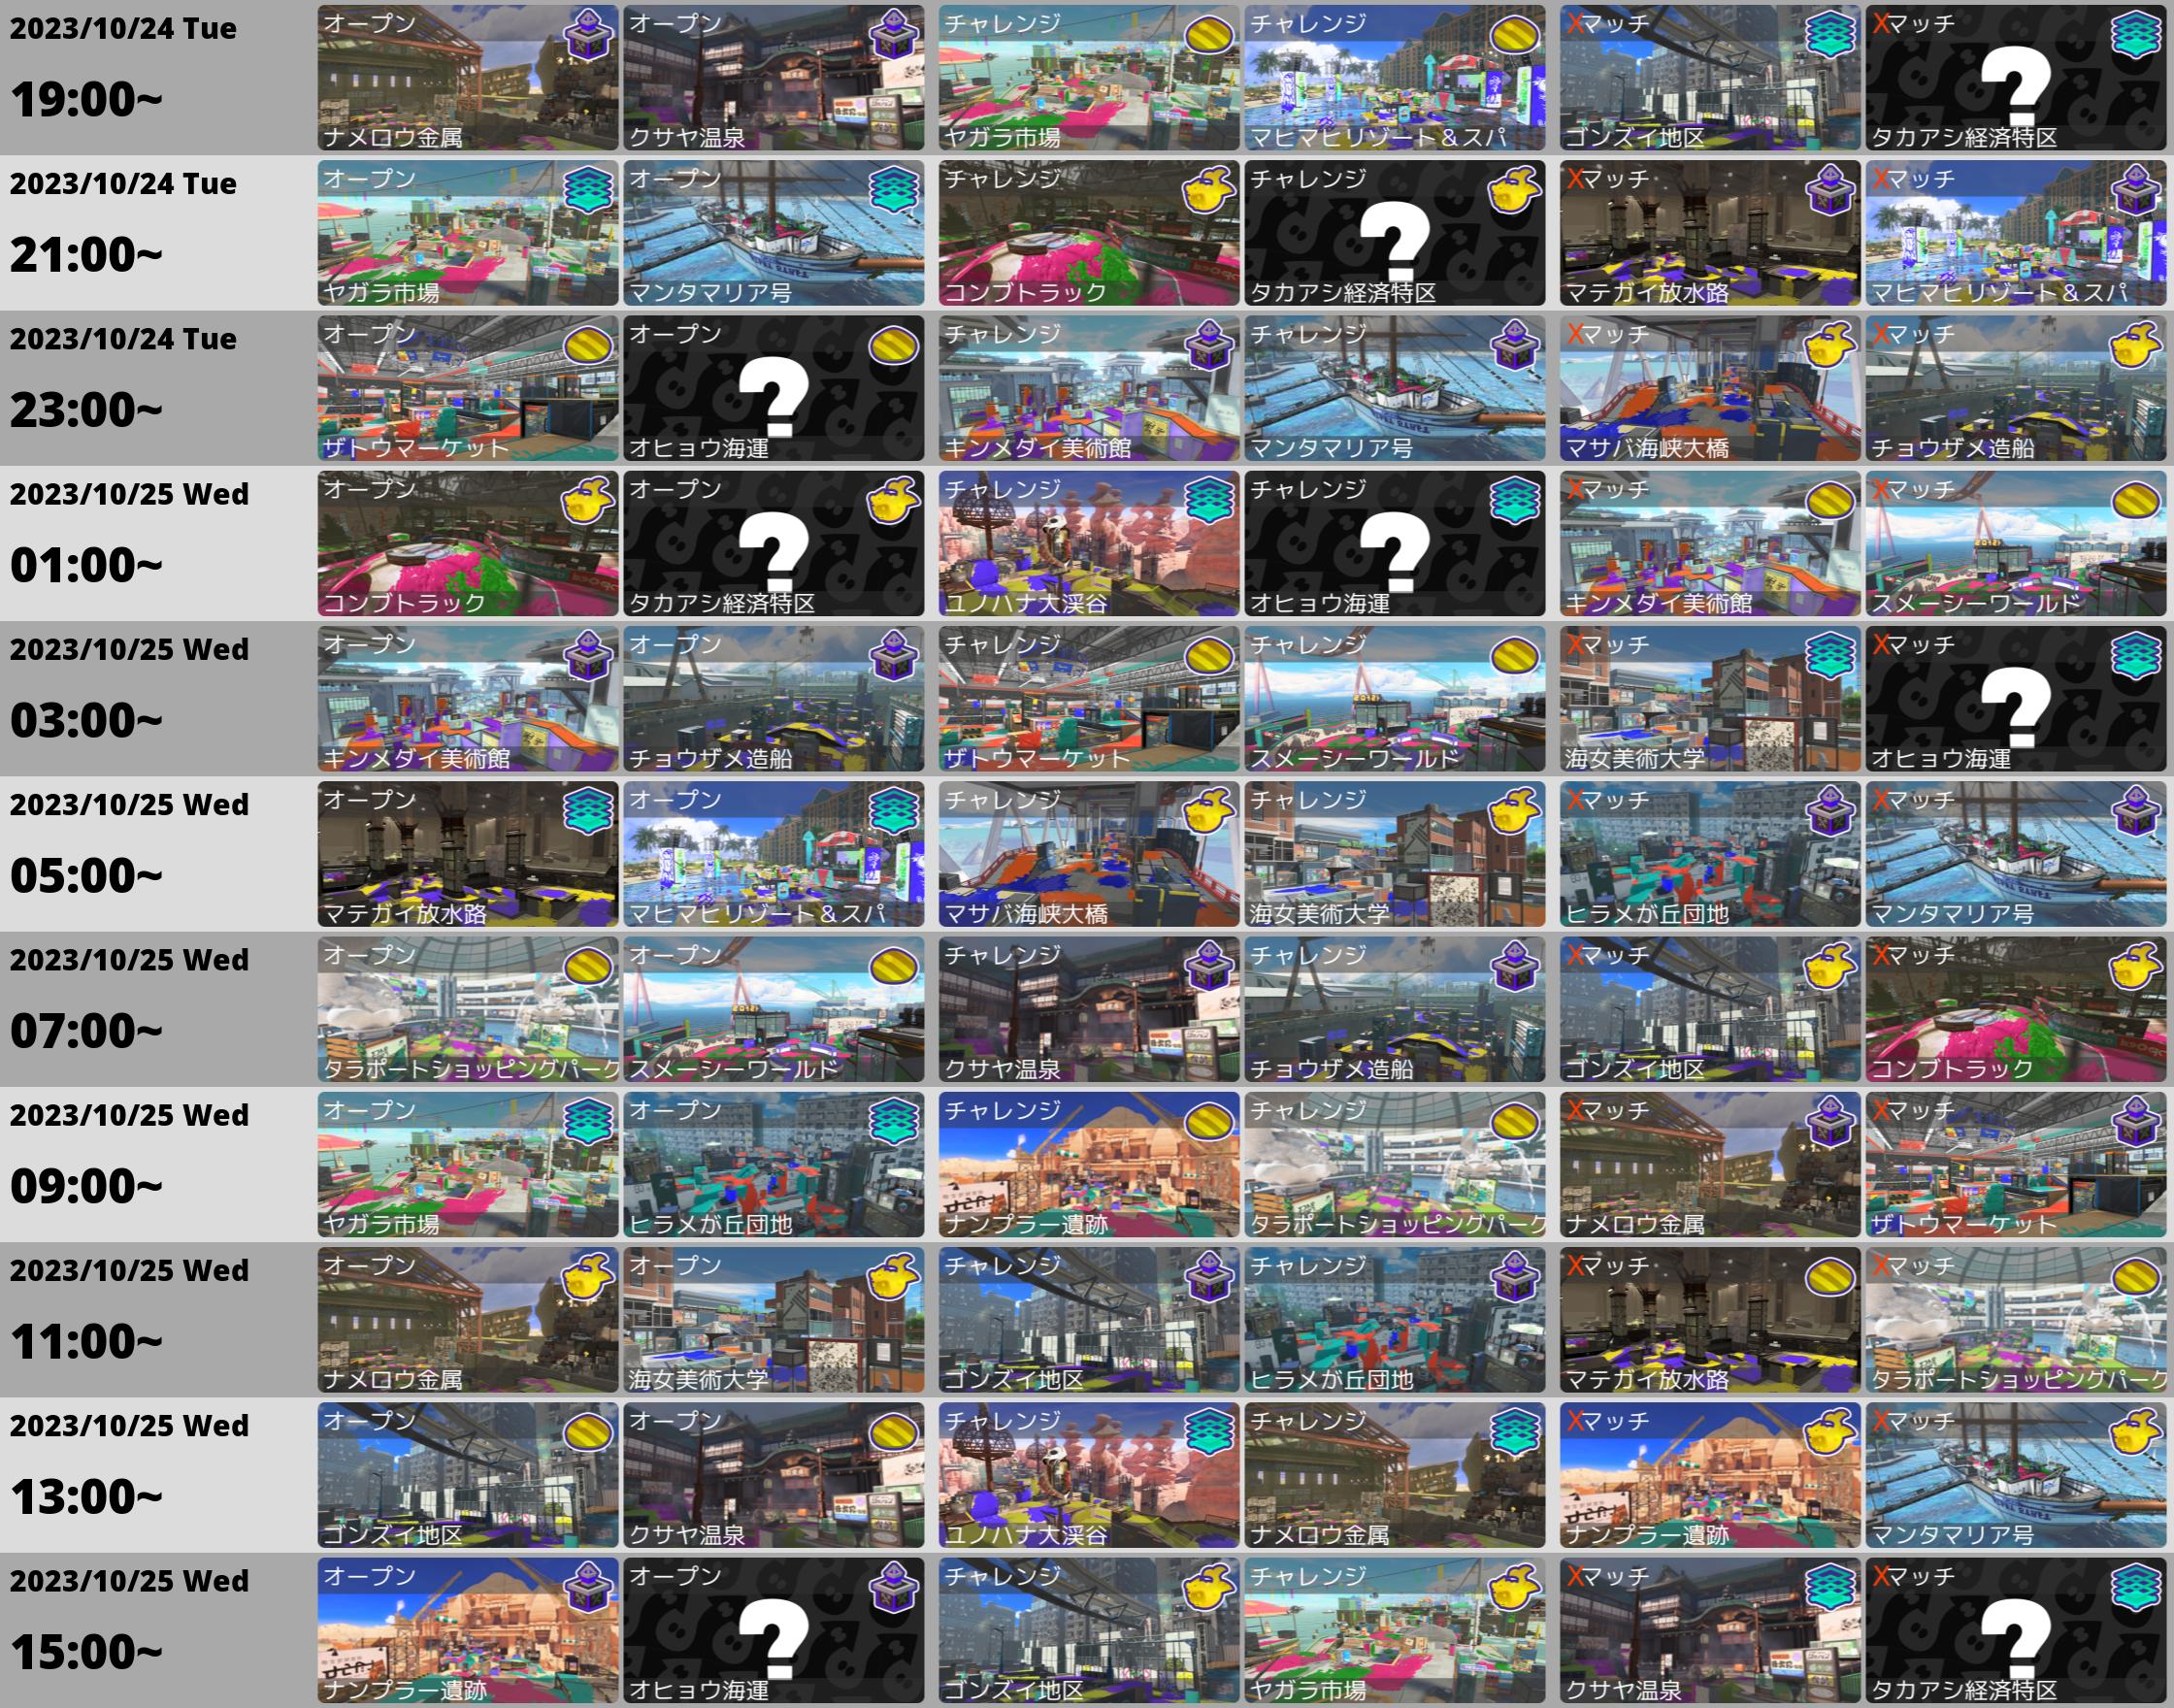 2023/10/24 Tue
19:00~
オープン
ナメロウ金属
オープン
クサヤ温泉
チャレンジ
ヤガラ市場
チャレンジ
マヒマヒリゾート＆スパ
Xマッチ
ゴンズイ地区
Xマッチ
?
タカアシ経済特区
2023/10/24 Tue
21:00~
オープン
ヤガラ市場
オープン
マンタマリア号
チャレンジ
コンブトラック
チャレンジ
?
タカアシ経済特区
Xマッチ
マテガイ放水路
Xマッチ
マヒマヒリゾート＆スパ
2023/10/24 Tue
23:00~
オープン
ザトウマーケット
オープン
?
オヒョウ海運
チャレンジ
キンメダイ美術館
チャレンジ
マンタマリア号
Xマッチ
マサバ海峡大橋
Xマッチ
チョウザメ造船
2023/10/25 Wed
01:00~
オープン
コンブトラック
オープン
?
タカアシ経済特区
チャレンジ
ユノハナ大渓谷
チャレンジ
?
オヒョウ海運
Xマッチ
キンメダイ美術館
Xマッチ
スメーシーワールド
2023/10/25 Wed
03:00~
オープン
キンメダイ美術館
オープン
チョウザメ造船
チャレンジ
ザトウマーケット
チャレンジ
スメーシーワールド
Xマッチ
海女美術大学
Xマッチ
?
オヒョウ海運
2023/10/25 Wed
05:00~
オープン
マテガイ放水路
オープン
マヒマヒリゾート＆スパ
チャレンジ
マサバ海峡大橋
チャレンジ
海女美術大学
Xマッチ
ヒラメが丘団地
Xマッチ
マンタマリア号
2023/10/25 Wed
07:00~
オープン
タラポートショッピングパーク
オープン
スメーシーワールド
チャレンジ
クサヤ温泉
チャレンジ
チョウザメ造船
Xマッチ
ゴンズイ地区
Xマッチ
コンブトラック
2023/10/25 Wed
09:00~
オープン
ヤガラ市場
オープン
ヒラメが丘団地
チャレンジ
ナンプラー遺跡
チャレンジ
タラポートショッピングパーク
Xマッチ
ナメロウ金属
Xマッチ
ザトウマーケット
2023/10/25 Wed
11:00~
オープン
ナメロウ金属
オープン
海女美術大学
チャレンジ
ゴンズイ地区
チャレンジ
ヒラメが丘団地
Xマッチ
マテガイ放水路
Xマッチ
タラポートショッピングパーク
2023/10/25 Wed
13:00~
オープン
ゴンズイ地区
オープン
クサヤ温泉
チャレンジ
ユノハナ大渓谷
チャレンジ
ナメロウ金属
Xマッチ
ナンプラー遺跡
Xマッチ
マンタマリア号
2023/10/25 Wed
15:00~
オープン
ナンプラー遺跡
オープン
?
オヒョウ海運
チャレンジ
ゴンズイ地区
チャレンジ
ヤガラ市場
Xマッチ
クサヤ温泉
Xマッチ
?
タカアシ経済特区